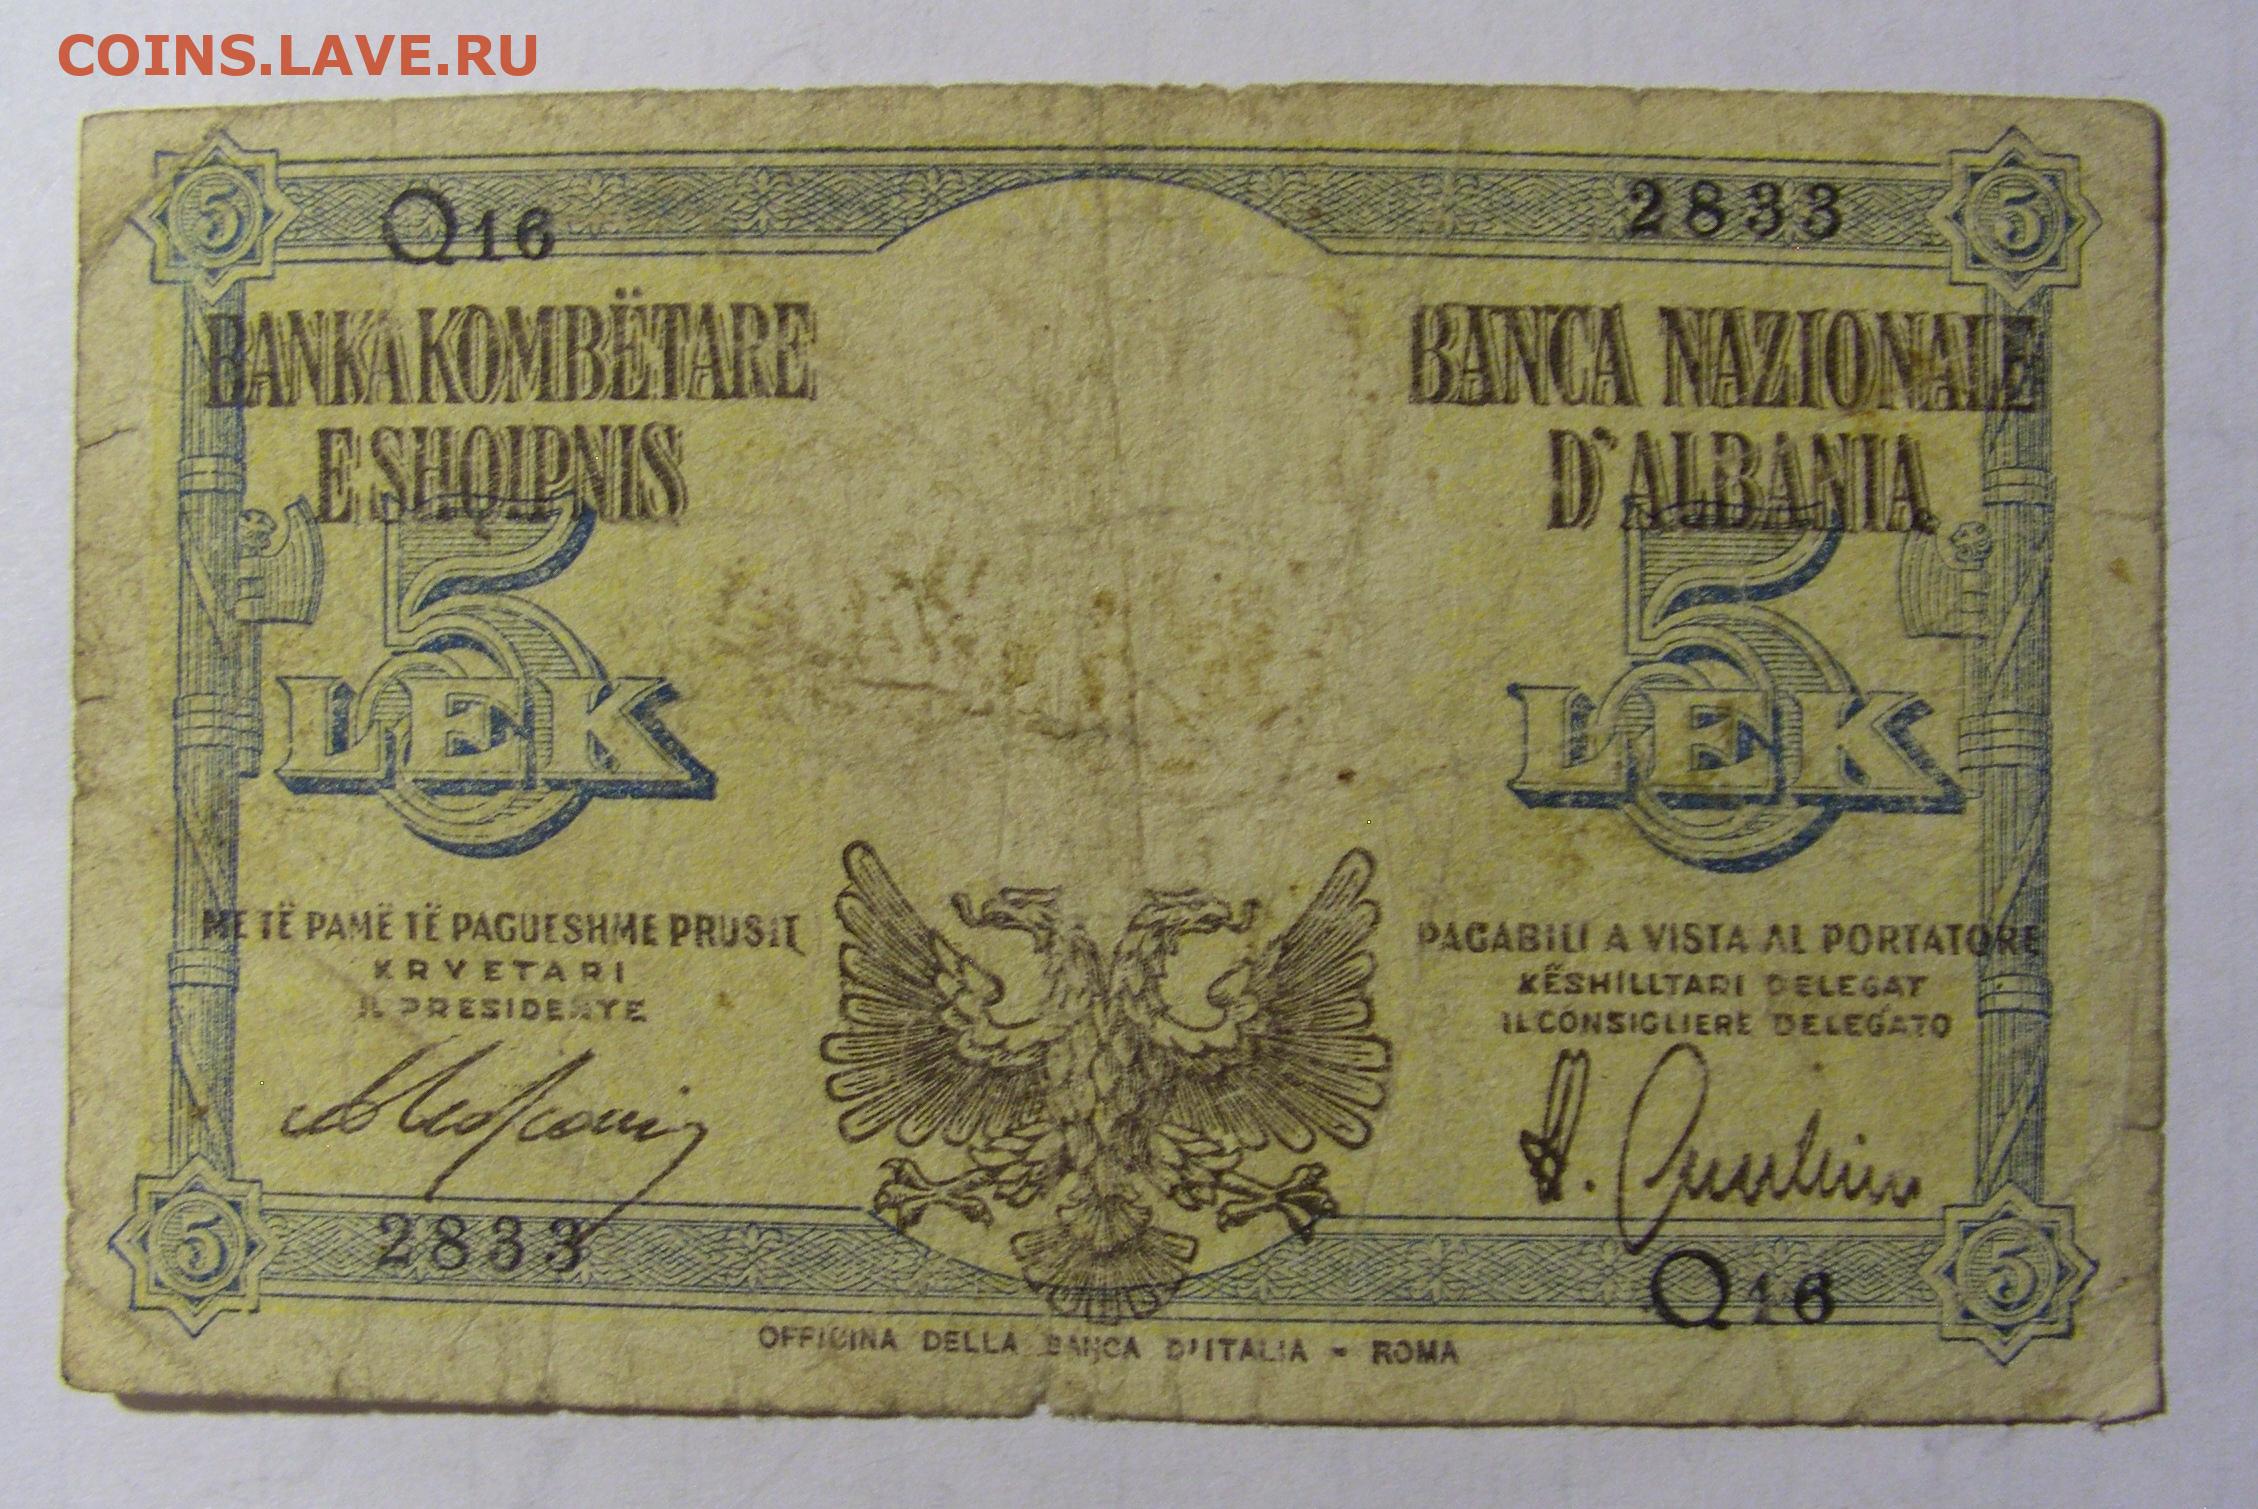 COINS.LAVE.RU
5
Q16
2833
5
BANKA KOMBËTARE
E SHQIPNIS
BANCA NAZIONALE
D'ALBANIA
5
LEK
5
LEK
ME TË PAMË TË PAGUESHME PRUSIT
KRYETARI
IL PRESIDENTE
PAGABILI A VISTA AL PORTATORE
KËSHILLTARI DELEGAT
IL CONSIGLIERE DELEGATO
5
2833
Q16
5
OFFICINA DELLA BANCA D'ITALIA - ROMA